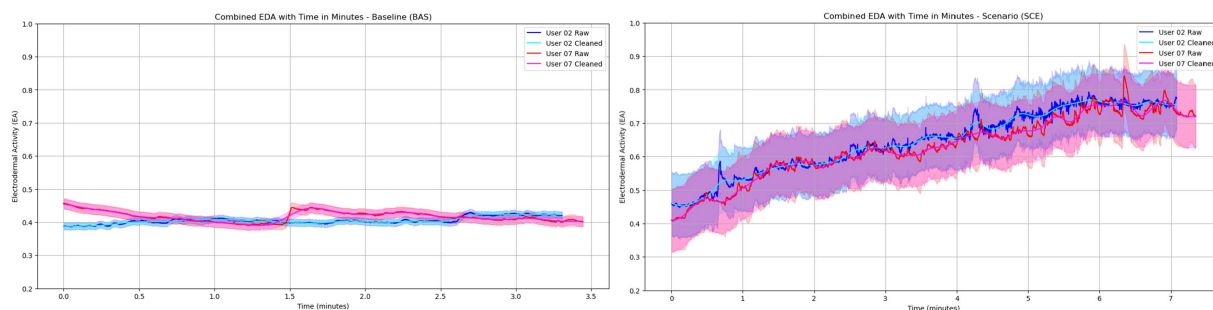 Combined EDA with Time in Minutes - Baseline (BAS)
1.0
0.9
0.8
0.7
0.6
0.5
0.4
0.3
0.2
Electrodermal Activity (EA)
User 02 Raw
User 02 Cleaned
User 07 Raw
User 07 Cleaned
0.0 0.5 1.0 1.5 2.0 2.5 3.0 3.5
Time (minutes)
Combined EDA with Time in Minutes - Scenario (SCE)
1.0
0.9
0.8
0.7
0.6
0.5
0.4
0.3
0.2
Electrodermal Activity (EA)
User 02 Raw
User 02 Cleaned
User 07 Raw
User 07 Cleaned
0 1 2 3 4 5 6 7
Time (minutes)